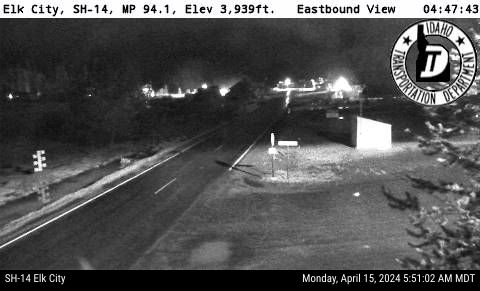 Elk City, SH-14, MP 94.1, Elev 3,939ft. Eastbound View 04:47:43
IDAHO
TRANSPORTATION DEPARTMENT
SH-14 Elk City Monday, April 15, 2024 5:51:02 AM MDT